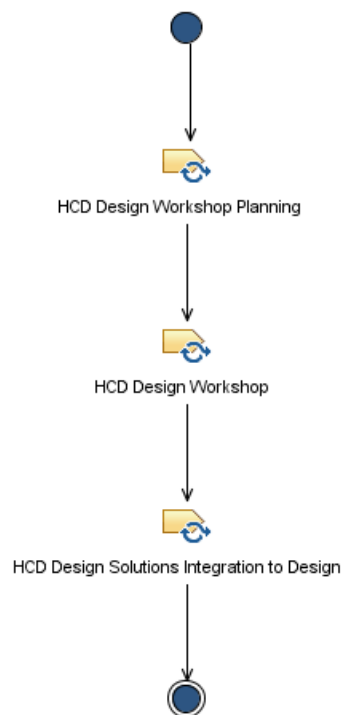 HCD Design Workshop Planning
HCD Design Workshop
HCD Design Solutions Integration to Design